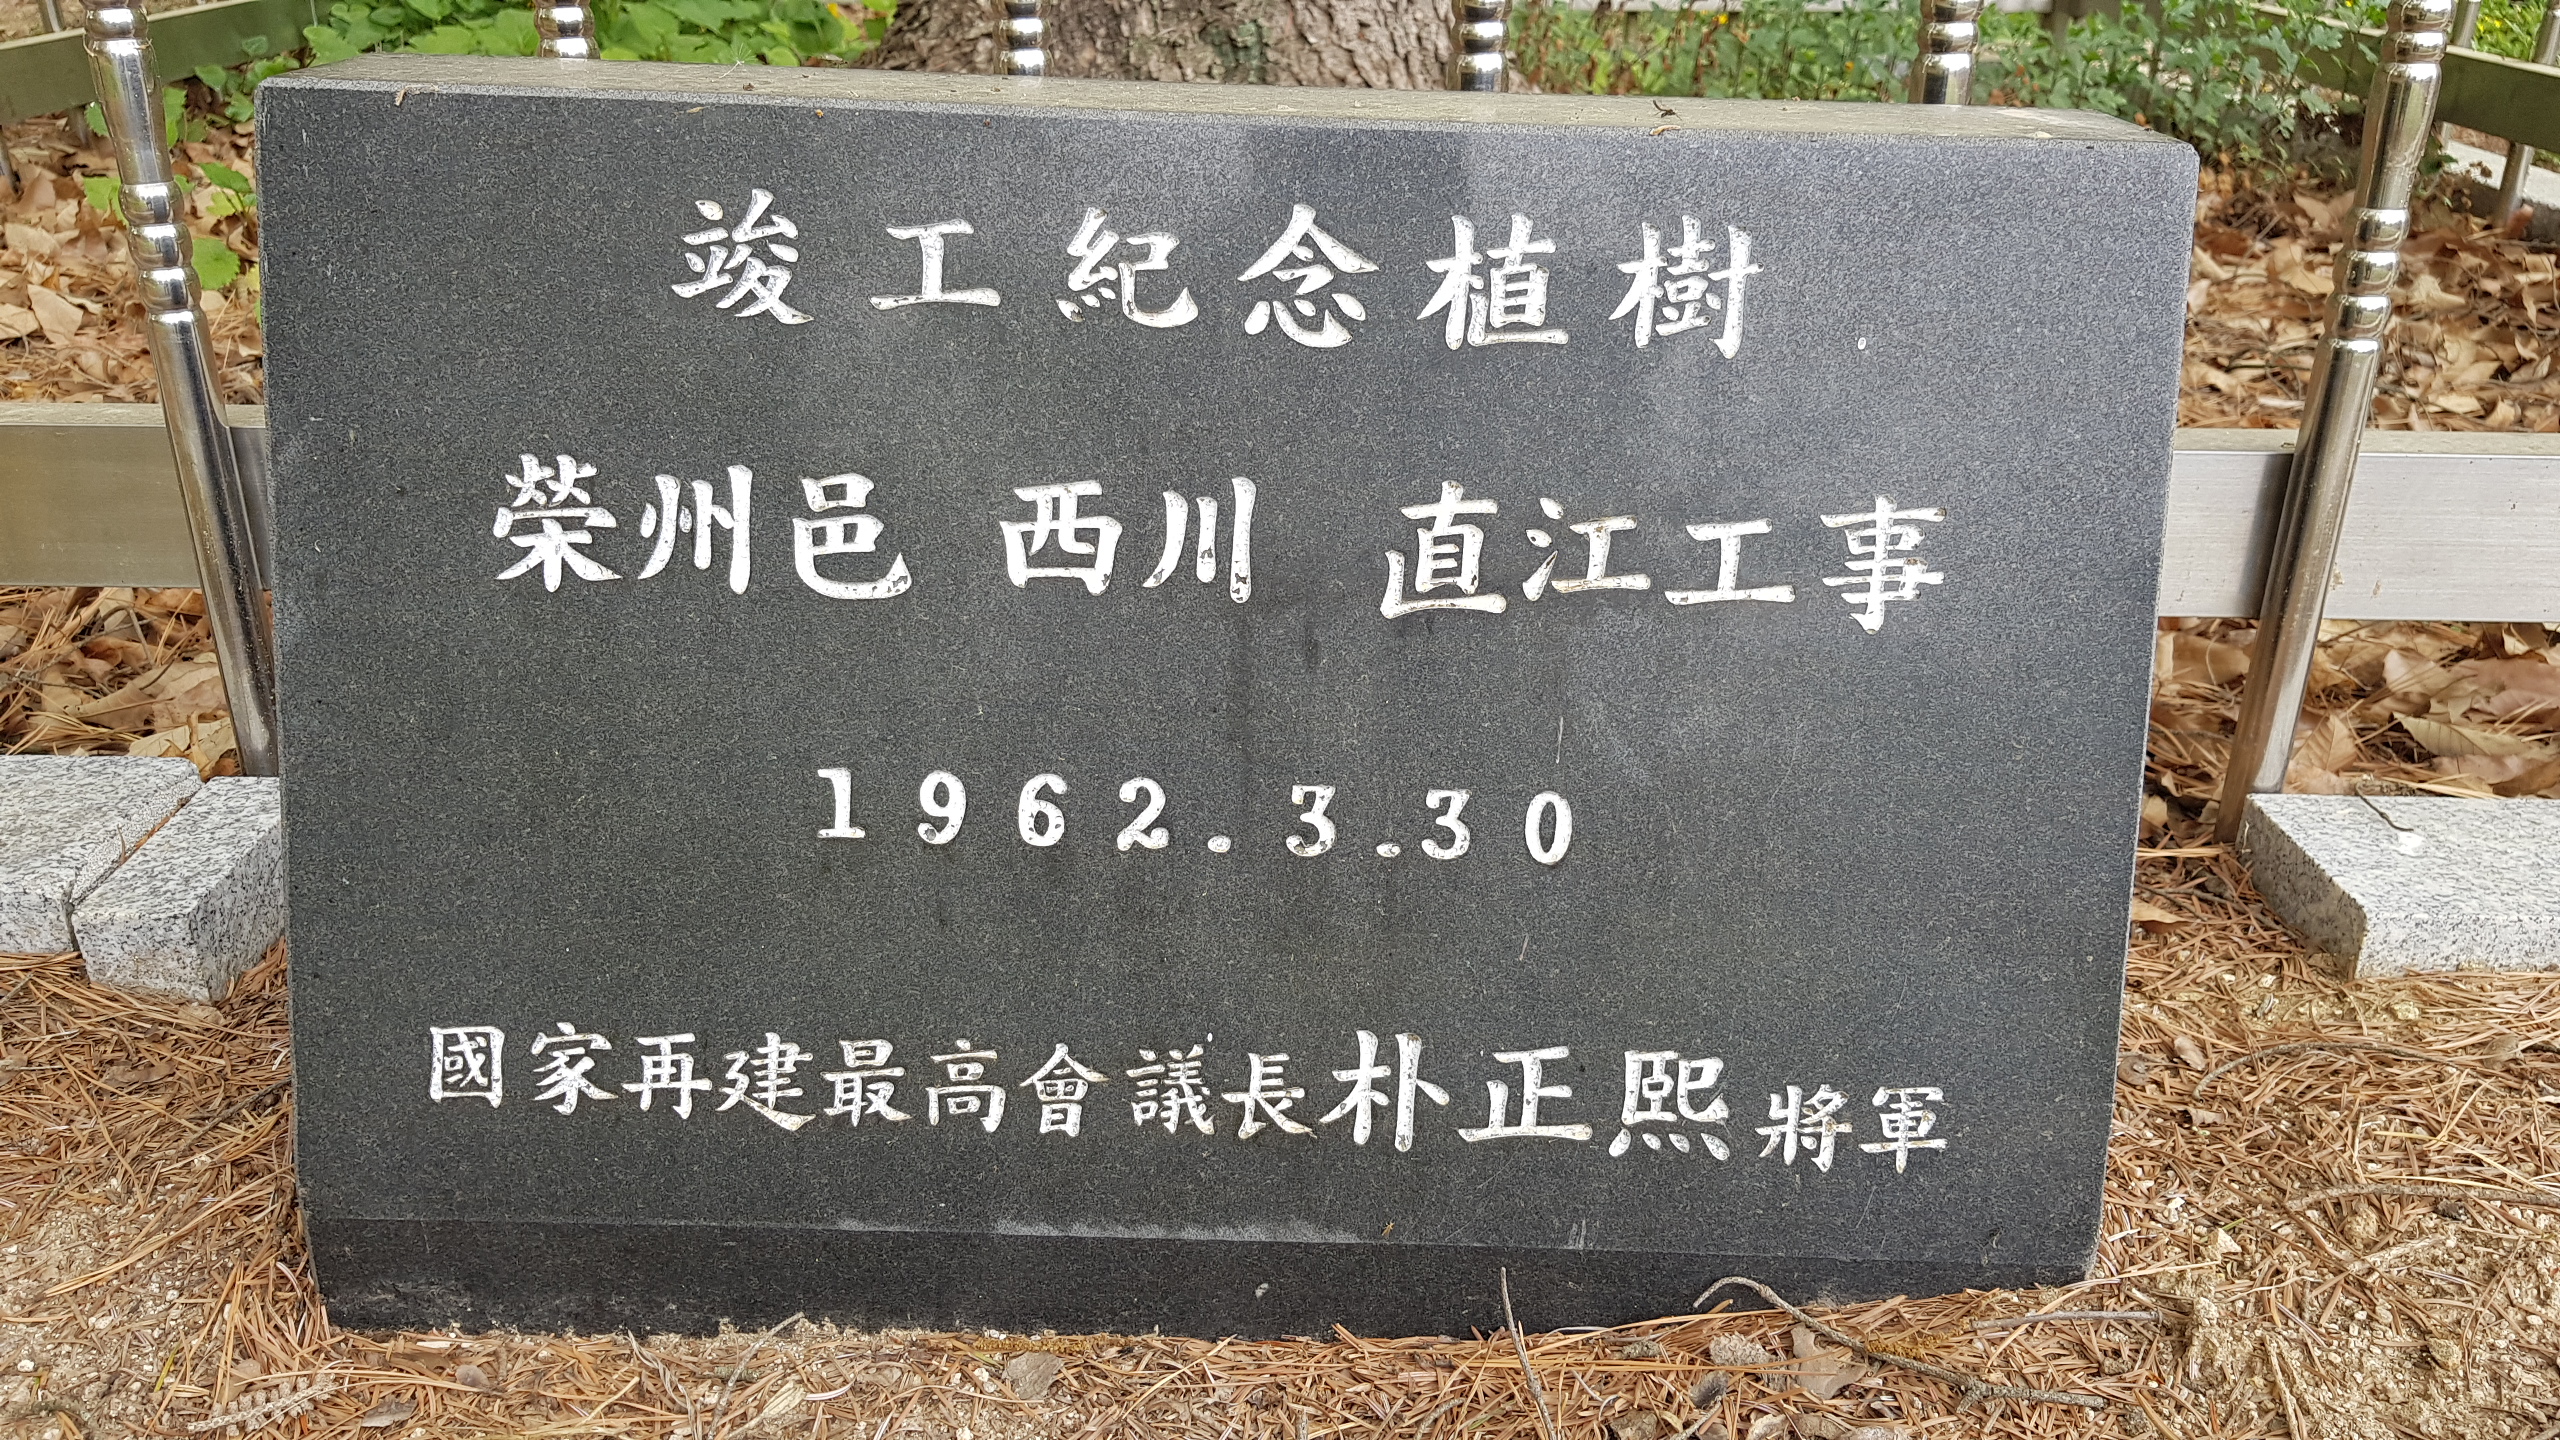 竣工紀念植樹
榮州邑 西川 直江工事
1962.3.30
國家再建最高會議長朴正熙將軍